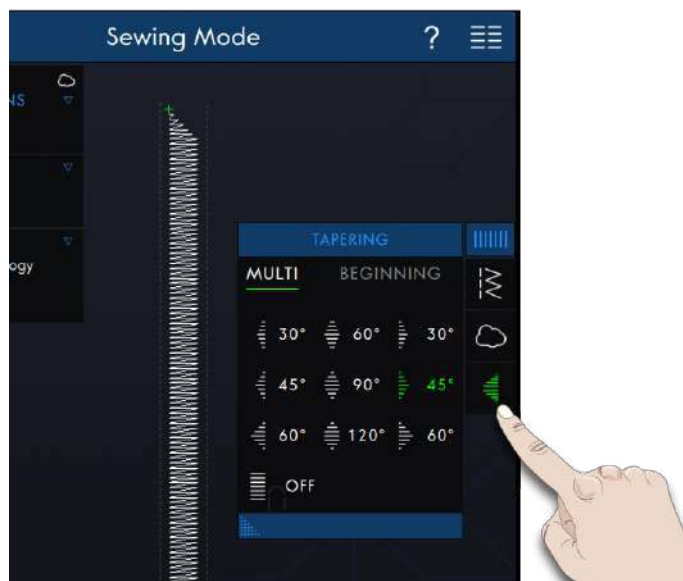 Sewing Mode ?
NS
ogy
TAPERING
MULTI BEGINNING
30° 60° 30°
45° 90° 45°
60° 120° 60°
OFF